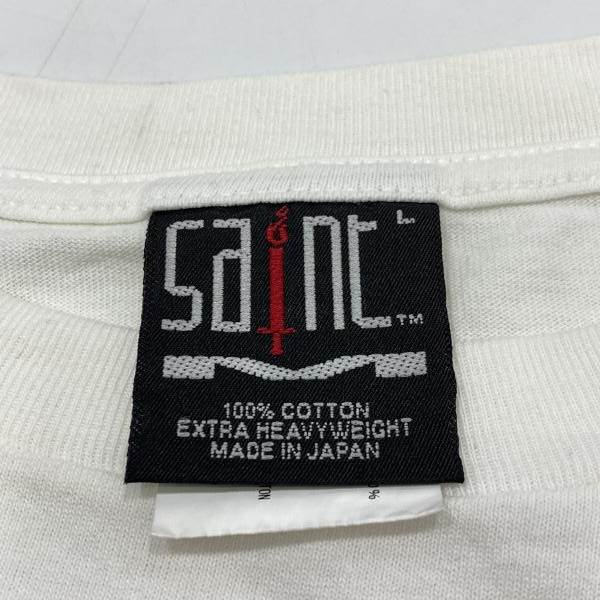 saint L
TM
100% COTTON
EXTRA HEAVYWEIGHT
MADE IN JAPAN